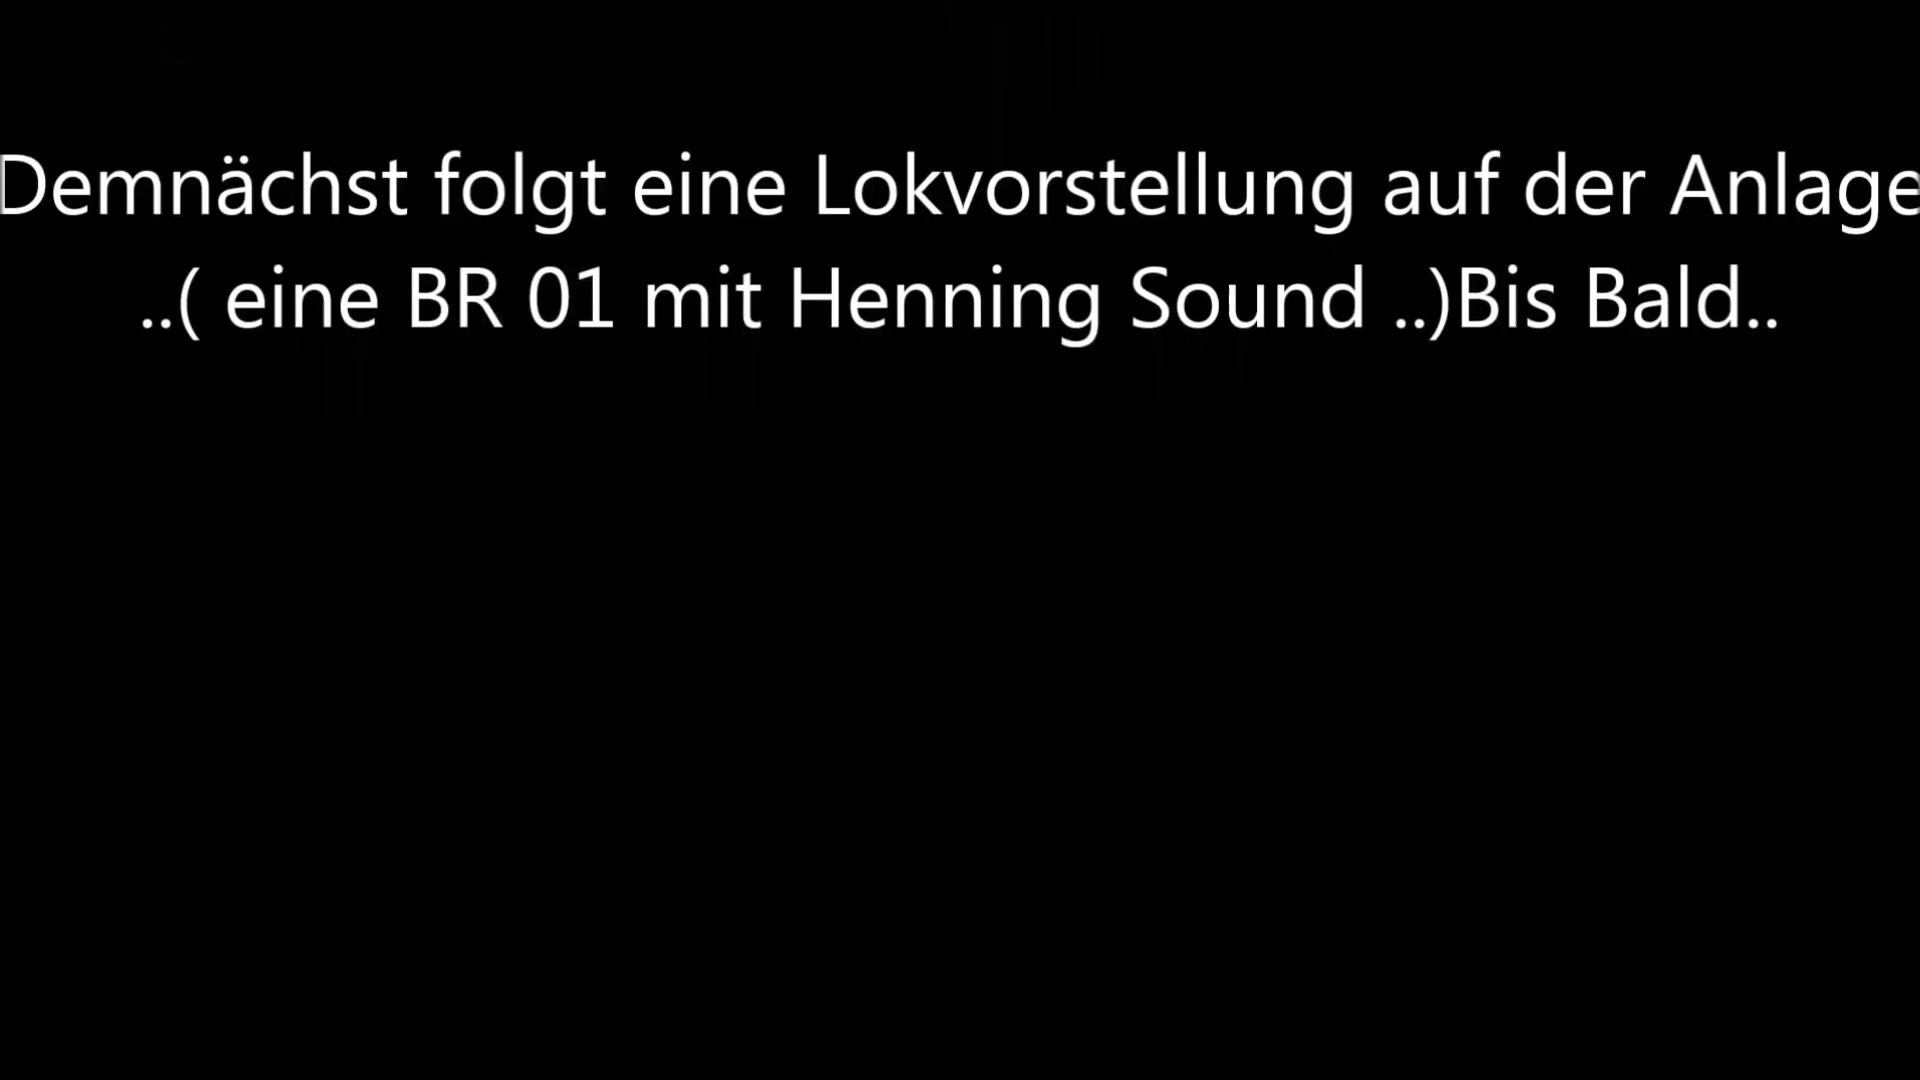 Demnächst folgt eine Lokvorstellung auf der Anlage
..( eine BR 01 mit Henning Sound ..)Bis Bald..